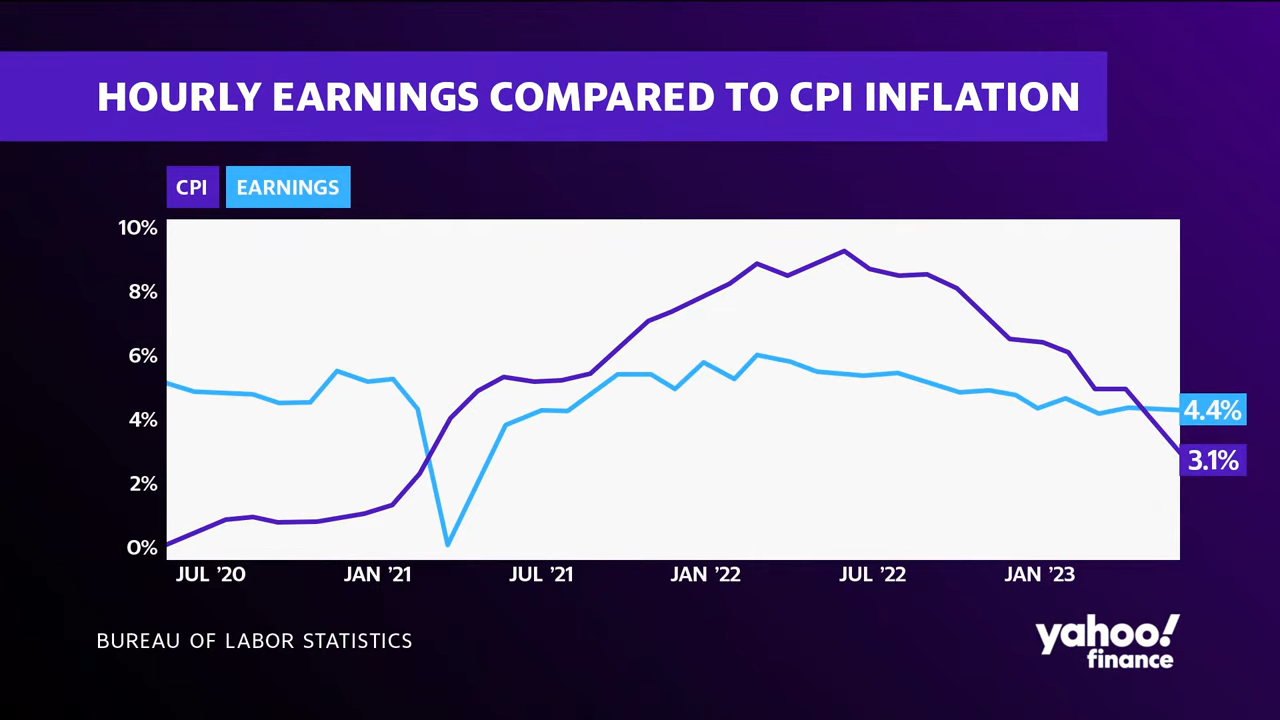 HOURLY EARNINGS COMPARED TO CPI INFLATION
CPI EARNINGS
10%
8%
6%
4%
2%
0%
4.4%
3.1%
JUL ’20 JAN ’21 JUL ’21 JAN ’22 JUL ’22 JAN ’23
BUREAU OF LABOR STATISTICS
yahoo!
finance